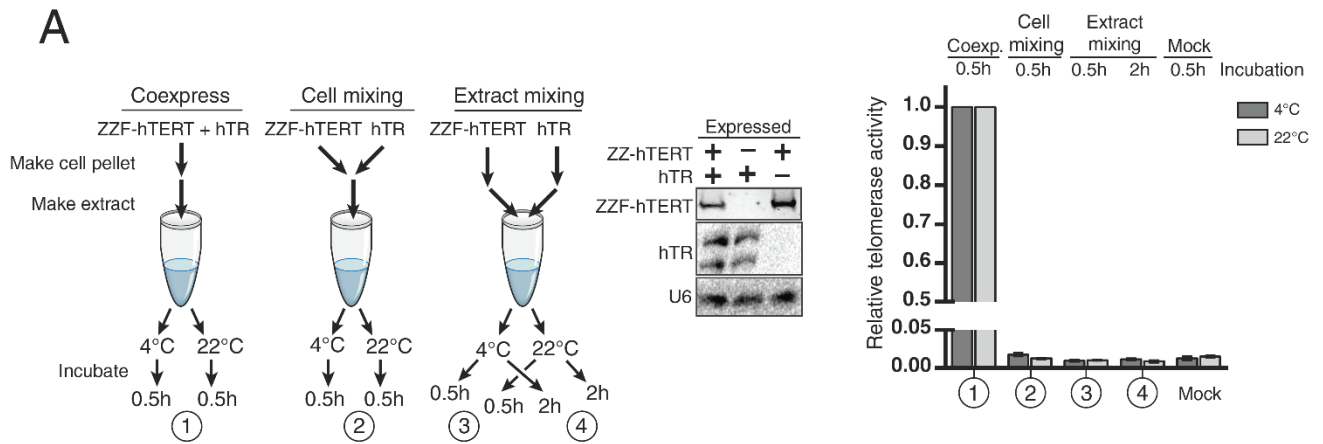 A
Coexpress
Cell mixing
Extract mixing
ZZF-hTERT + hTR
ZZF-hTERT hTR
ZZF-hTERT hTR
Make cell pellet
Make extract
4°C 22°C
4°C 22°C
4°C 22°C
Incubate
0.5h 0.5h
0.5h 0.5h
0.5h 0.5h 2h 2h
1
2
3
4
Expressed
ZZ-hTERT + − +
hTR + + −
ZZF-hTERT
hTR
U6
Cell Extract
Coexp. mixing mixing Mock
0.5h 0.5h 0.5h 2h 0.5h Incubation
4°C
22°C
Relative telomerase activity
1.0
0.9
0.8
0.7
0.6
0.5
0.05
0.00
1 2 3 4 Mock